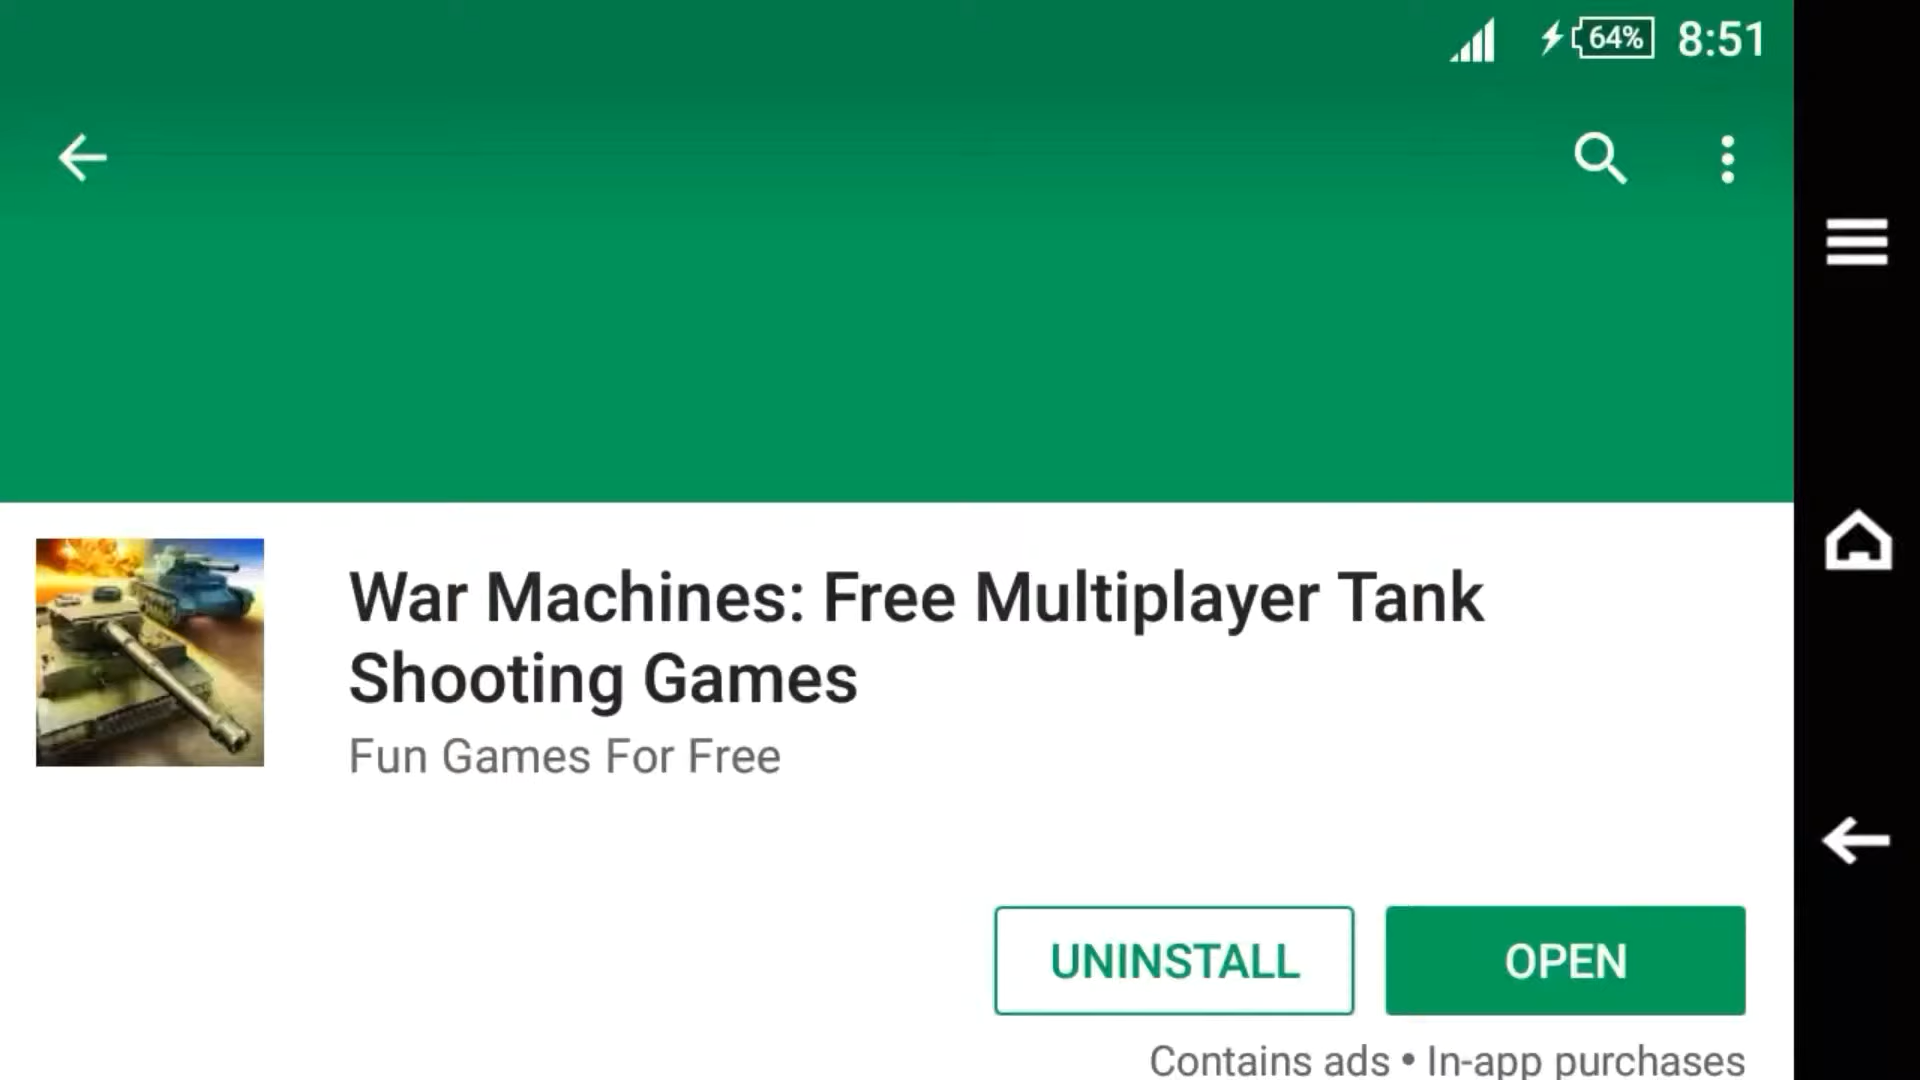 64% 8:51
War Machines: Free Multiplayer Tank
Shooting Games
Fun Games For Free
UNINSTALL OPEN
Contains ads • In-app purchases